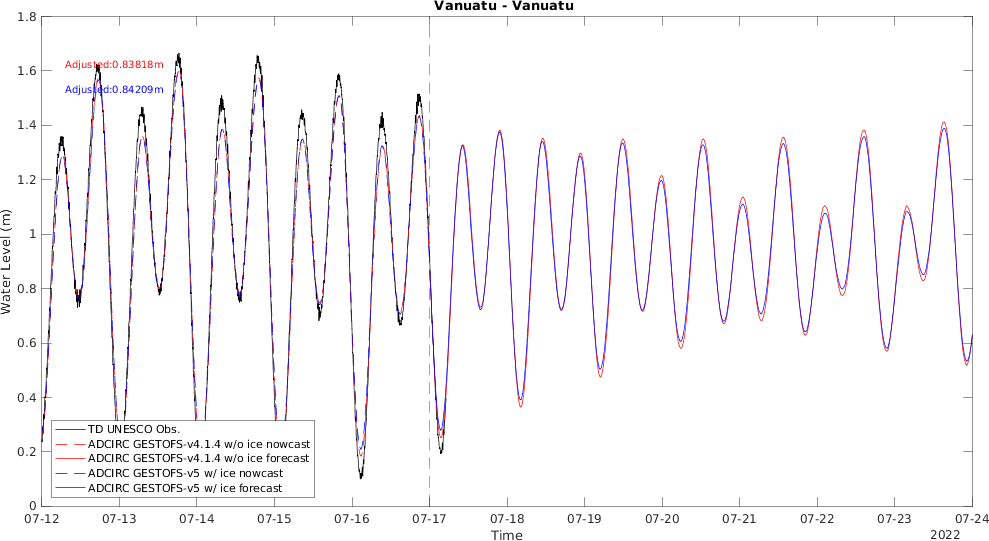 Vanuatu - Vanuatu
1.8
1.6
1.4
1.2
1
0.8
0.6
0.4
0.2
0
Water Level (m)
Adjusted:0.83818m
Adjusted:0.84209m
TD UNESCO Obs.
ADCIRC GESTOFS-v4.1.4 w/o ice nowcast
ADCIRC GESTOFS-v4.1.4 w/o ice forecast
ADCIRC GESTOFS-v5 w/ ice nowcast
ADCIRC GESTOFS-v5 w/ ice forecast
07-12 07-13 07-14 07-15 07-16 07-17 07-18 07-19 07-20 07-21 07-22 07-23 07-24
Time
2022